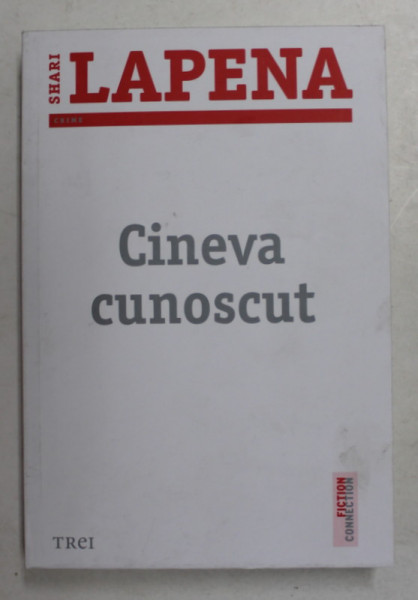 SHARI
LAPENA
CRIME
Cineva
cunoscut
FICTION
CONNECTION
TREI